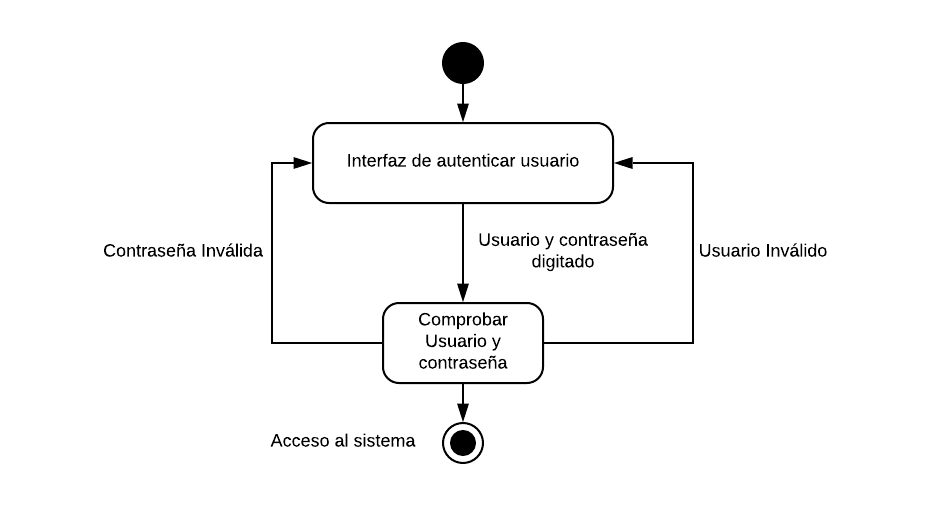 Interfaz de autenticar usuario
Contraseña Inválida
Usuario y contraseña
digitado
Usuario Inválido
Comprobar
Usuario y
contraseña
Acceso al sistema